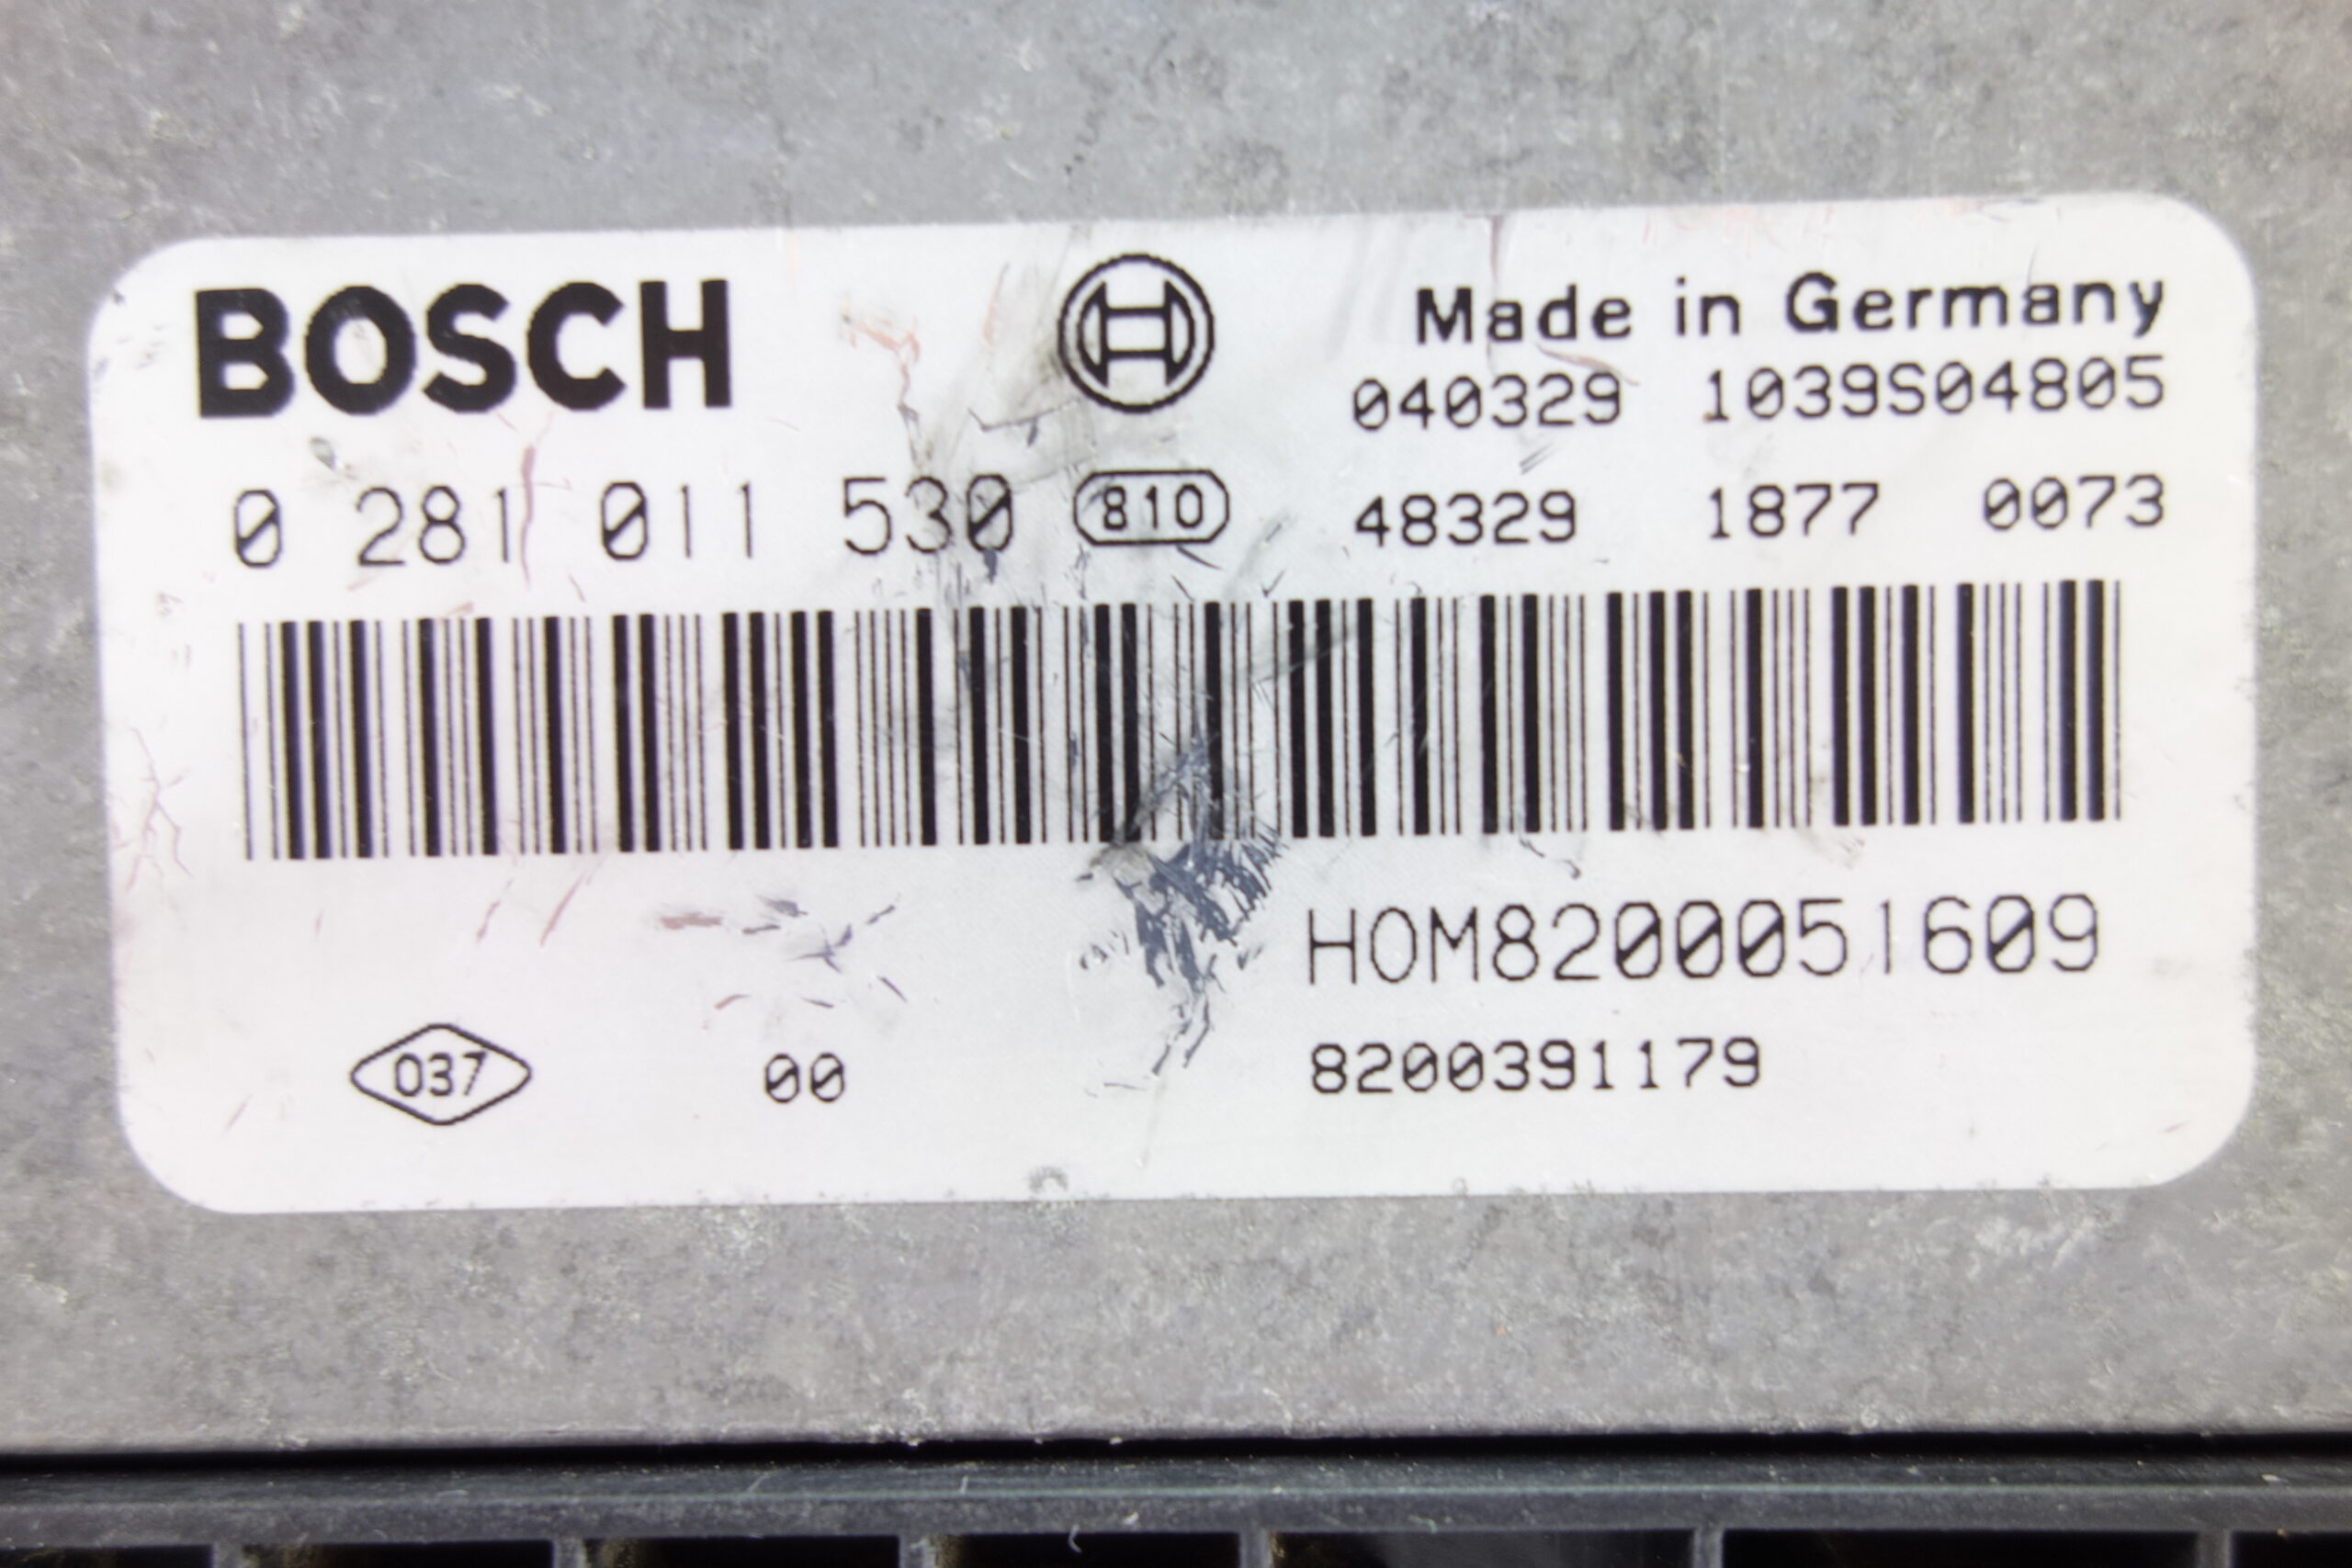 BOSCH
Made in Germany
040329 1039S04805
0 281 011 530 810 48329 1877 0073
HOM8200051609
037 00 8200391179